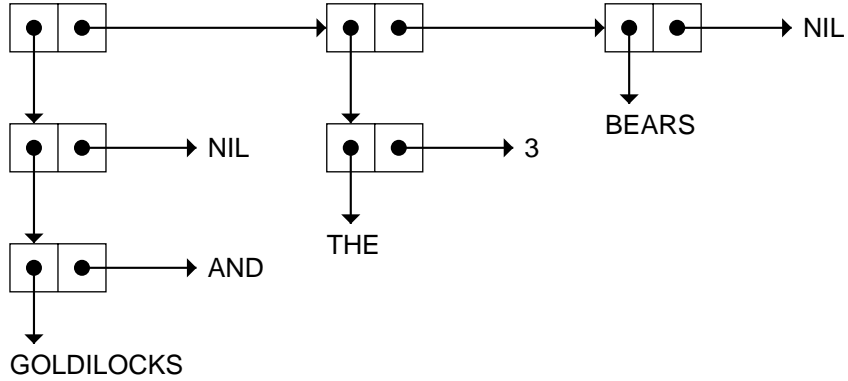 NIL
BEARS
NIL
3
THE
AND
GOLDILOCKS